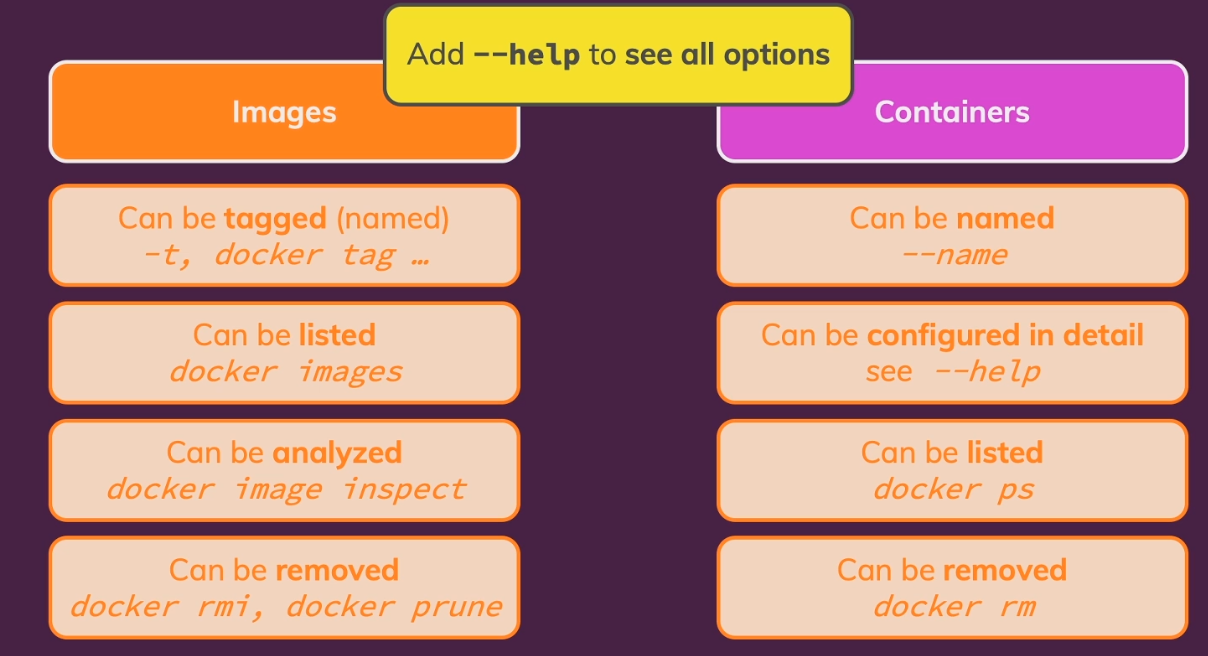 Add --help to see all options
Images
Can be tagged (named)
-t, docker tag …
Can be listed
docker images
Can be analyzed
docker image inspect
Can be removed
docker rmi, docker prune
Containers
Can be named
--name
Can be configured in detail
see --help
Can be listed
docker ps
Can be removed
docker rm